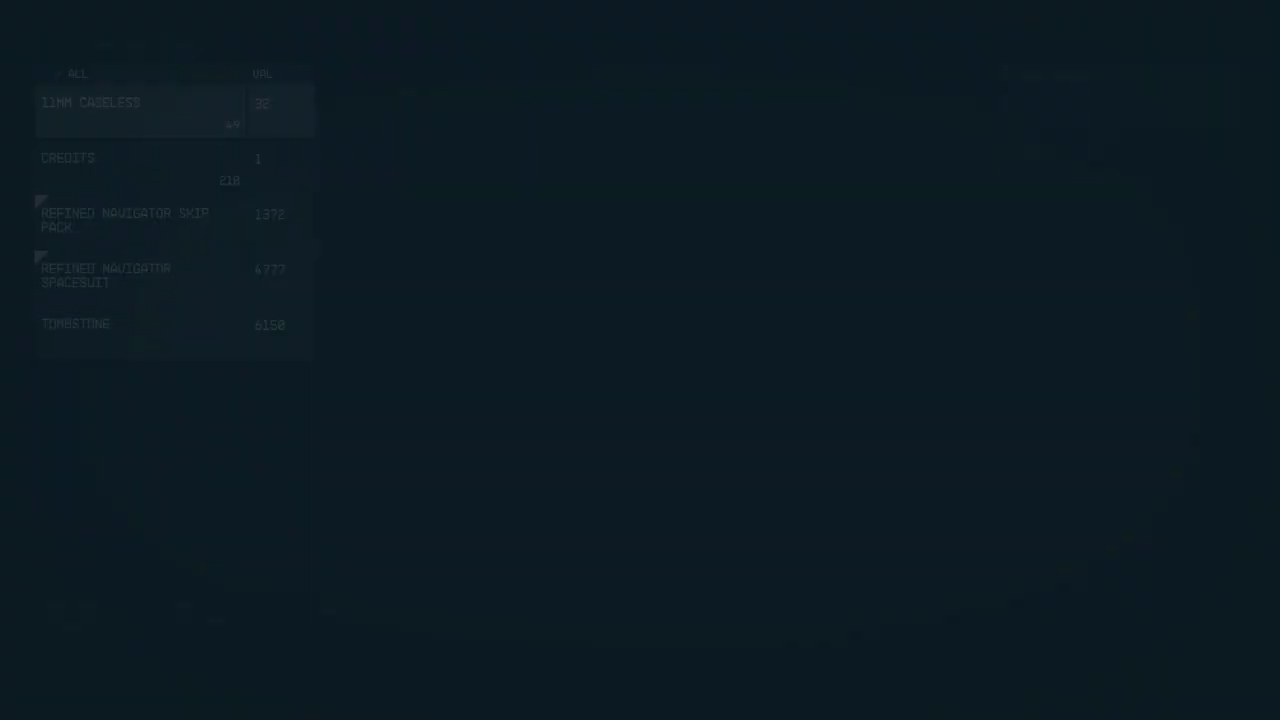 ALL VAL
11MM CASELESS 32
49
CREDITS 1
218
REFINED NAVIGATOR SKIP 1372
PACK
REFINED NAVIGATOR 4777
SPACESUIT
TOMBSTONE 6150